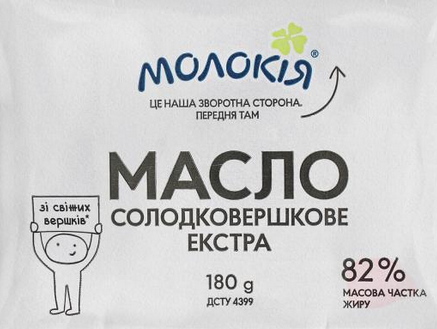 МОЛОКІЯ®
ЦЕ НАША ЗВОРОТНА СТОРОНА.
ПЕРЕДНЯ ТАМ
МАСЛО
СОЛОДКОВЕРШКОВЕ
ЕКСТРА
зі свіжих
вершків*
180 g
ДСТУ 4399
82%
МАСОВА ЧАСТКА
ЖИРУ